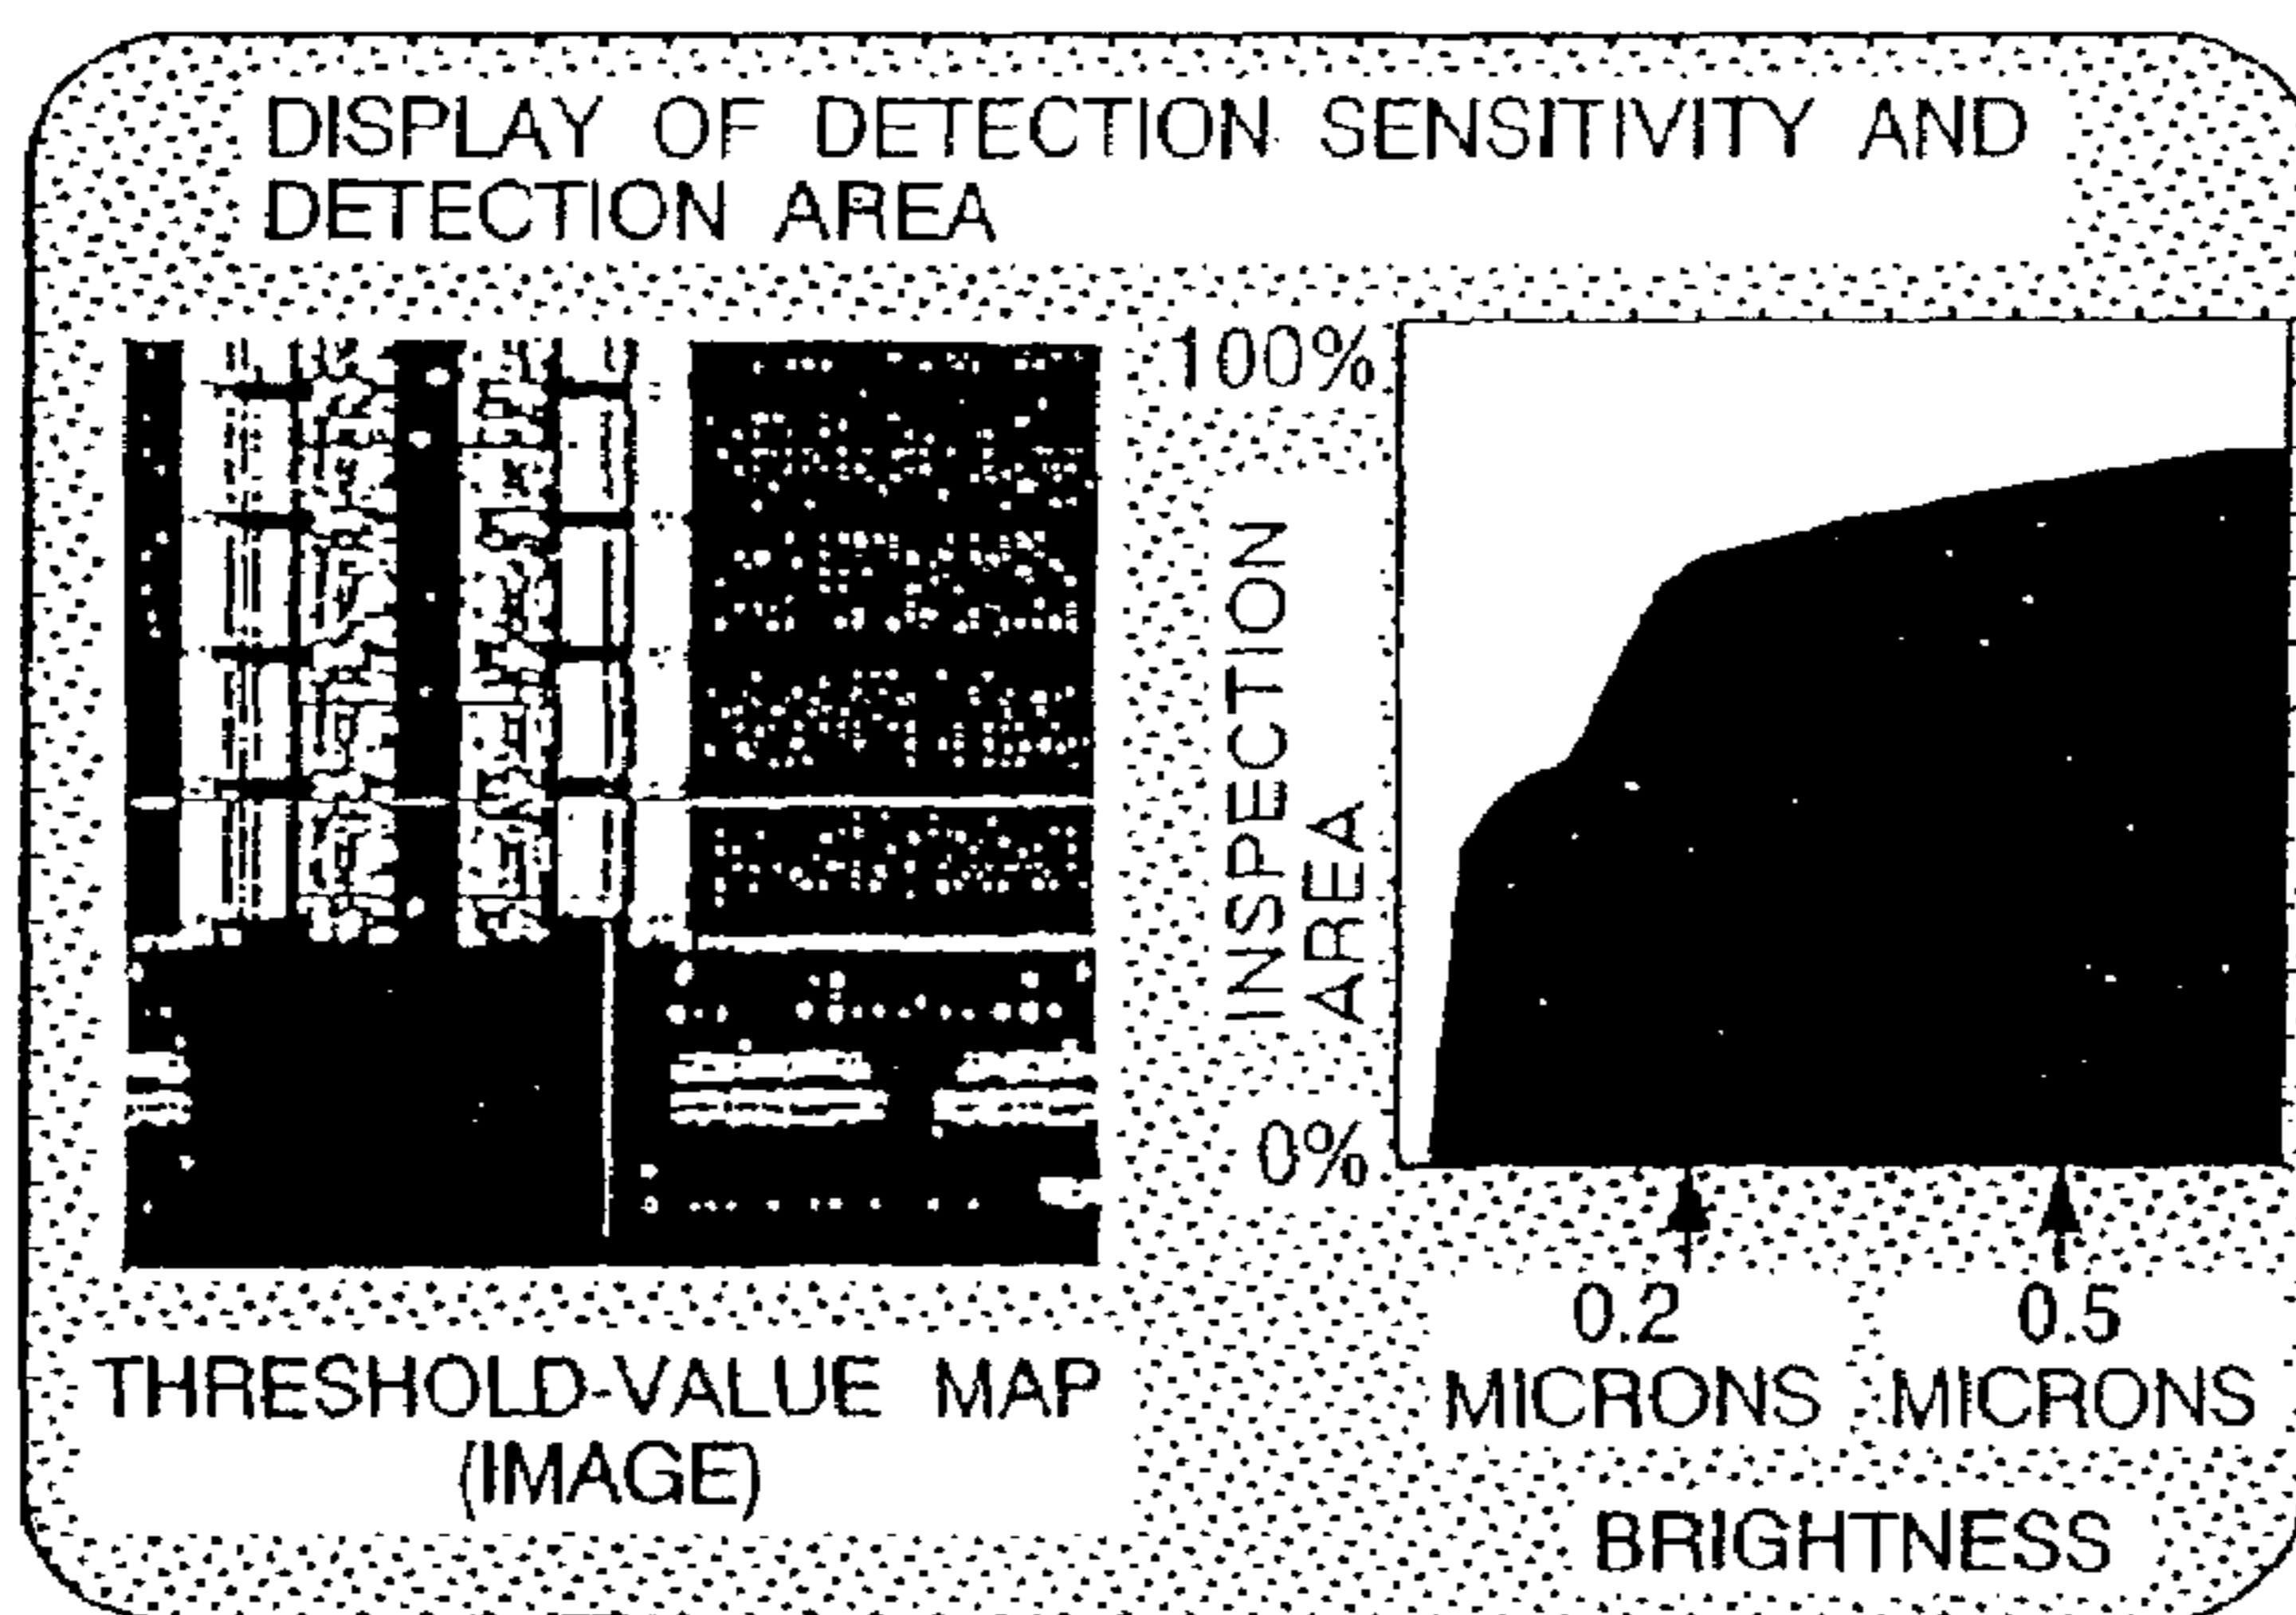 DISPLAY OF DETECTION SENSITIVITY AND
DETECTION AREA
100%
INSPECTION
AREA
0%
0.2
MICRONS
0.5
MICRONS
BRIGHTNESS
THRESHOLD-VALUE MAP
(IMAGE)